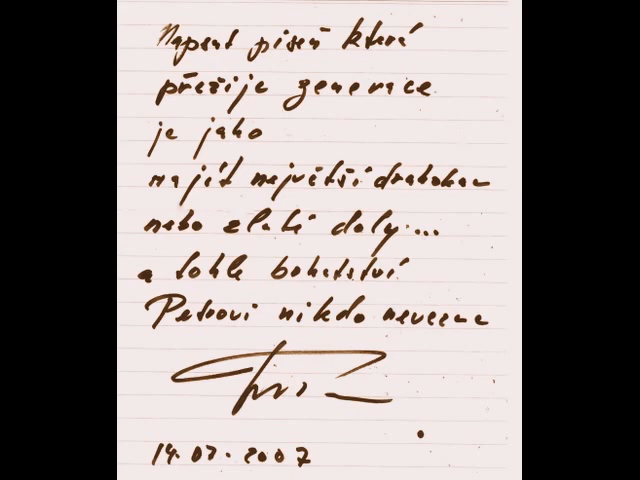 Napsat píseň která
přežije generace
je jako
najít největší drahokam
nebo zlaté doly...
a tohle bohatství
Petrovi nikdo nevezme
14.07.2007